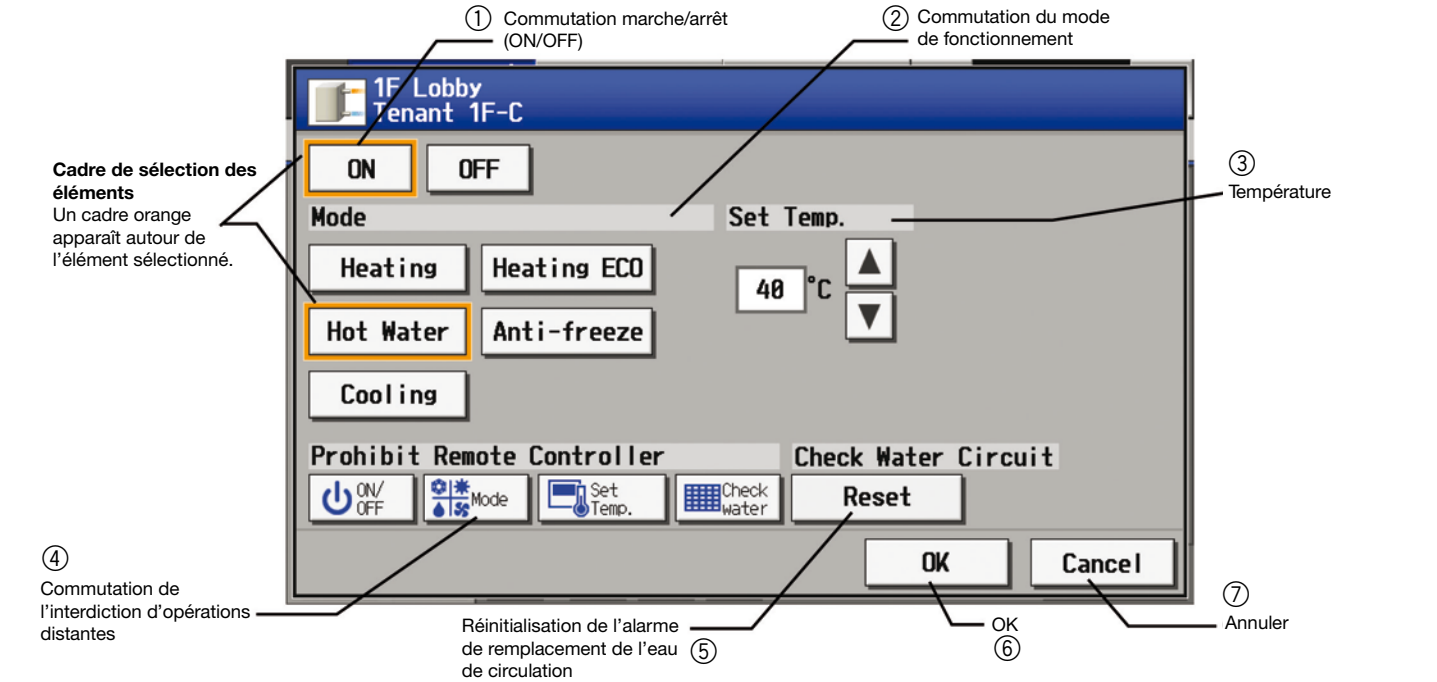 ① Commutation marche/arrêt
(ON/OFF)
② Commutation du mode
de fonctionnement
1F Lobby
Tenant 1F-C
Cadre de sélection des
éléments
Un cadre orange
apparaît autour de
l'élément sélectionné.
ON OFF
③
Température
Mode
Set Temp.
Heating Heating ECO
40 °C
Hot Water Anti-freeze
Cooling
Prohibit Remote Controller
Check Water Circuit
ON/
OFF
Mode
Set
Temp.
Check
water
Reset
OK Cancel
④
Commutation de
l'interdiction d'opérations
distantes
Réinitialisation de l'alarme
de remplacement de l'eau
de circulation
⑤
OK
⑥
⑦
Annuler